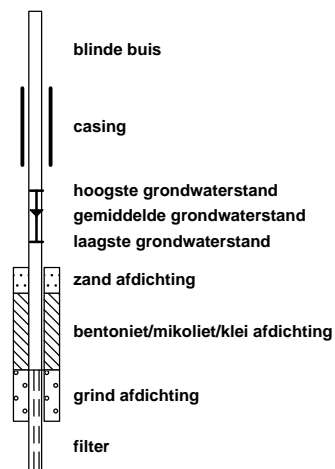 blinde buis
casing
hoogste grondwaterstand
gemiddelde grondwaterstand
laagste grondwaterstand
zand afdichting
bentoniet/mikoliet/klei afdichting
grind afdichting
filter